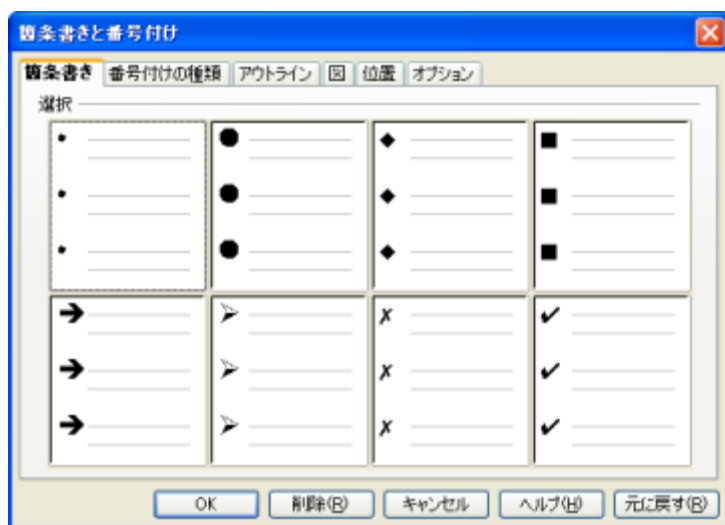 箇条書きと番号付け
箇条書き 番号付けの種類 アウトライン 図 位置 オプション
選択
OK 削除(R) キャンセル ヘルプ(H) 元に戻す(R)